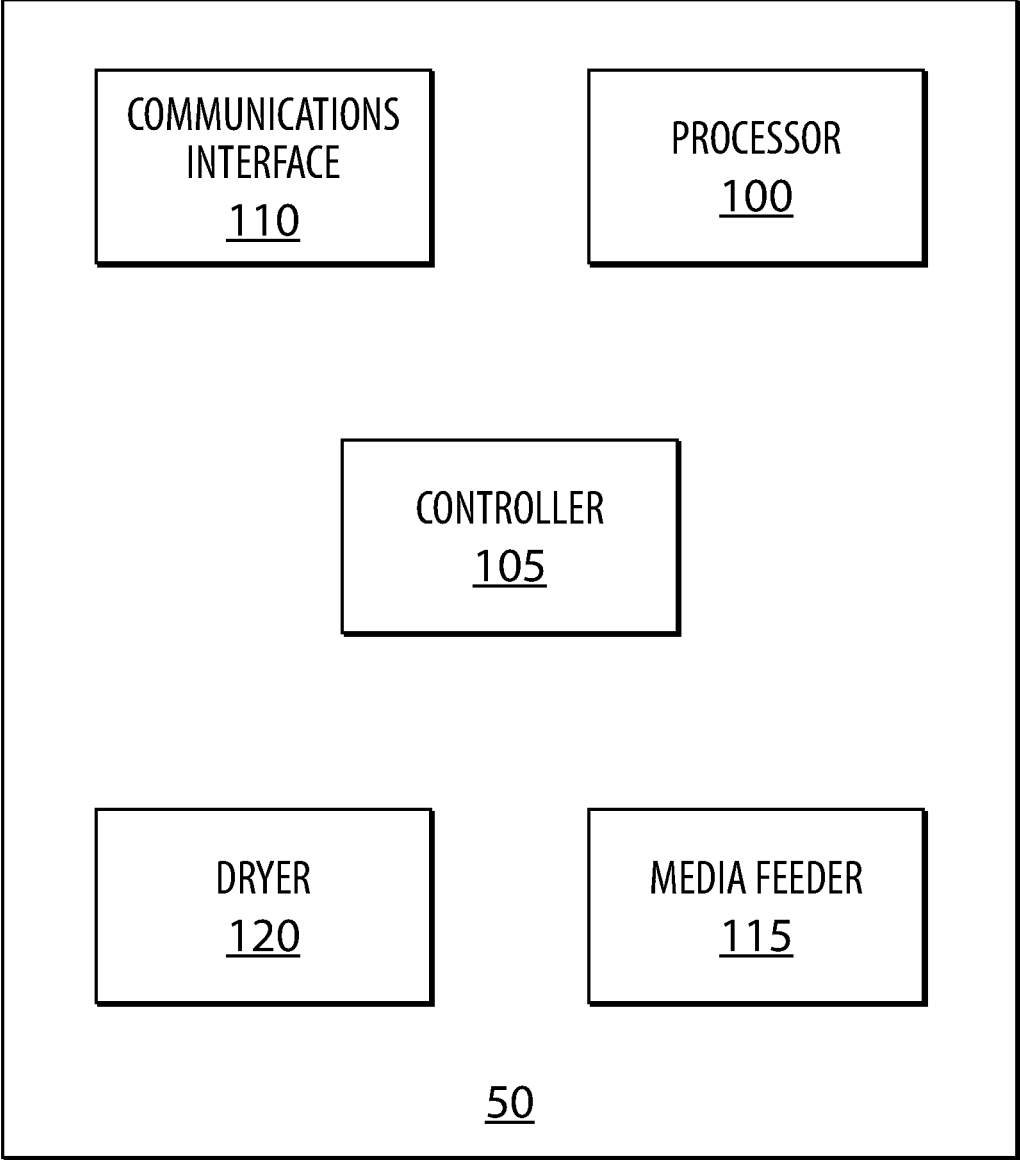 COMMUNICATIONS
INTERFACE
110
PROCESSOR
100
CONTROLLER
105
DRYER
120
MEDIA FEEDER
115
50